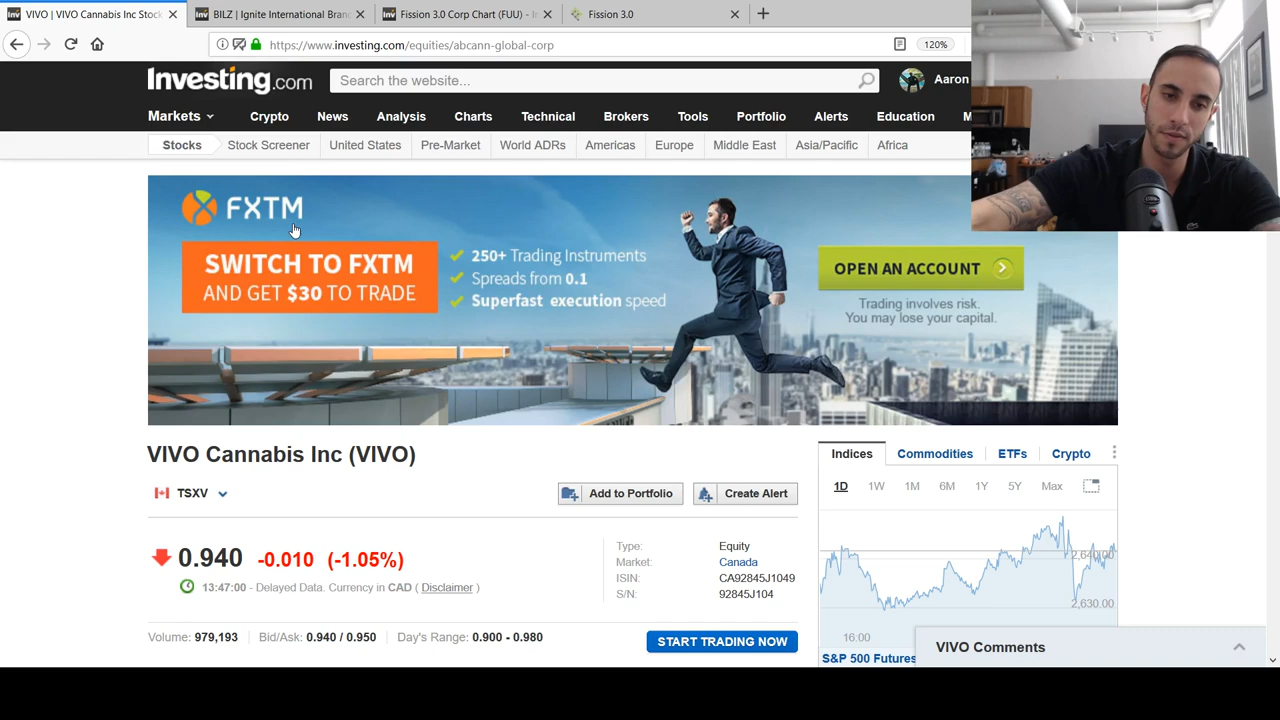 VIVO | VIVO Cannabis Inc Stock
BILZ | Ignite International Bran
Fission 3.0 Corp Chart (FUU) - I
Fission 3.0
https://www.investing.com/equities/abcann-global-corp
120%
Investing.com
Search the website...
Aaron
Markets
Crypto
News
Analysis
Charts
Technical
Brokers
Tools
Portfolio
Alerts
Education
M
Stocks
Stock Screener
United States
Pre-Market
World ADRs
Americas
Europe
Middle East
Asia/Pacific
Africa
FXTM
SWITCH TO FXTM
AND GET $30 TO TRADE
250+ Trading Instruments
Spreads from 0.1
Superfast execution speed
OPEN AN ACCOUNT
Trading involves risk.
You may lose your capital.
VIVO Cannabis Inc (VIVO)
TSXV
Add to Portfolio
Create Alert
0.940 -0.010 (-1.05%)
13:47:00 - Delayed Data. Currency in CAD ( Disclaimer )
Type: Equity
Market: Canada
ISIN: CA92845J1049
S/N: 92845J104
Volume: 979,193
Bid/Ask: 0.940 / 0.950
Day's Range: 0.900 - 0.980
START TRADING NOW
Indices
Commodities
ETFs
Crypto
1D
1W
1M
6M
1Y
5Y
Max
2,640.00
2,630.00
16:00
S&P 500 Futures
VIVO Comments